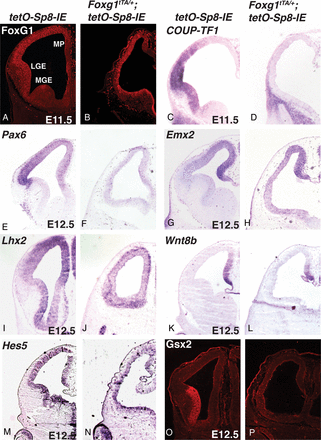 tetO-Sp8-IE
Foxg1tTA/+;
tetO-Sp8-IE
tetO-Sp8-IE
Foxg1tTA/+;
tetO-Sp8-IE
FoxG1
MP
LGE
MGE
A
E11.5
B
COUP-TF1
C
E11.5
D
Pax6
E
E12.5
F
Emx2
G
E12.5
H
Lhx2
I
E12.5
J
Wnt8b
K
E12.5
L
Hes5
M
E12.5
N
Gsx2
O
E12.5
P